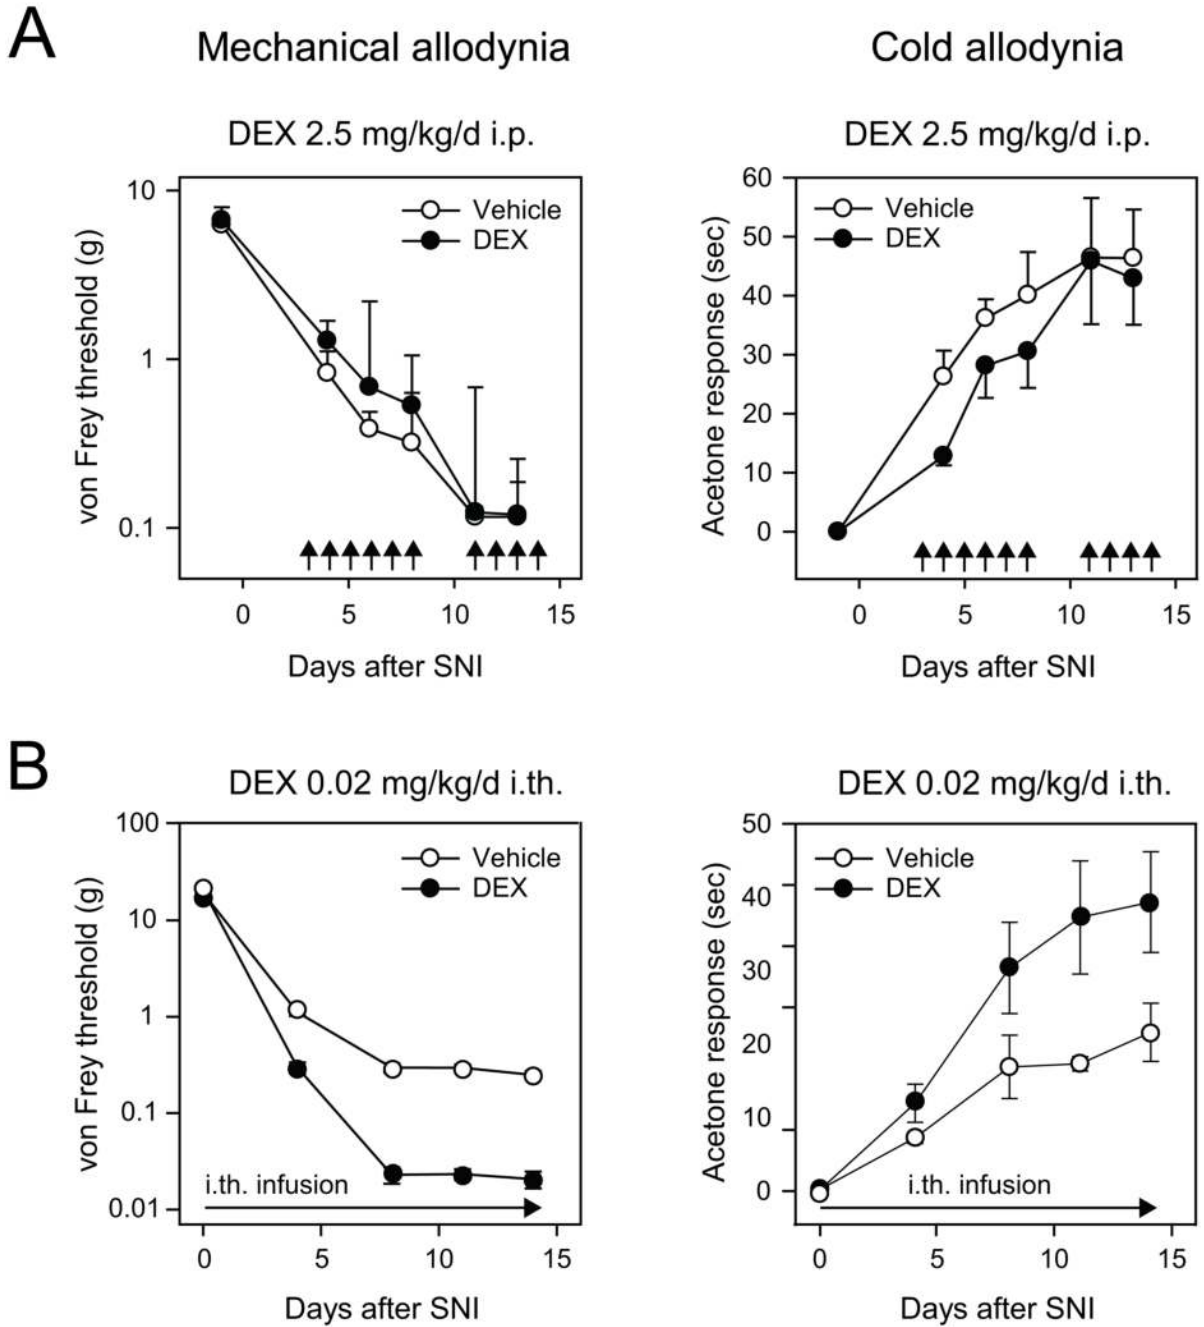 A
Mechanical allodynia
Cold allodynia
DEX 2.5 mg/kg/d i.p.
10
1
0.1
von Frey threshold (g)
Vehicle
DEX
0 5 10 15
Days after SNI
DEX 2.5 mg/kg/d i.p.
60
50
40
30
20
10
0
Acetone response (sec)
Vehicle
DEX
0 5 10 15
Days after SNI
B
DEX 0.02 mg/kg/d i.th.
100
10
1
0.1
0.01
von Frey threshold (g)
Vehicle
DEX
i.th. infusion
0 5 10 15
Days after SNI
DEX 0.02 mg/kg/d i.th.
50
40
30
20
10
0
Acetone response (sec)
Vehicle
DEX
i.th. infusion
0 5 10 15
Days after SNI